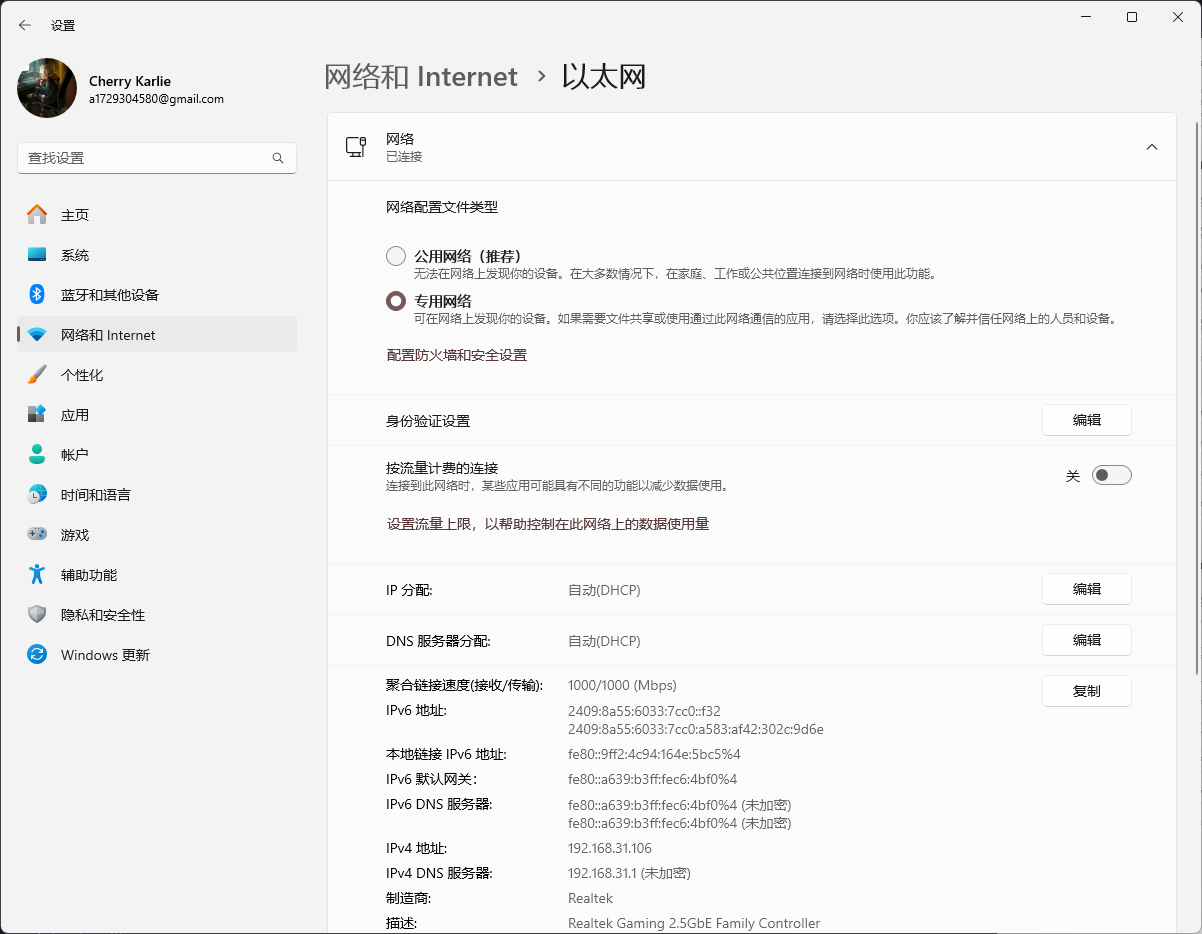 设置
Cherry Karlie
a1729304580@gmail.com
查找设置
主页
系统
蓝牙和其他设备
网络和 Internet
个性化
应用
帐户
时间和语言
游戏
辅助功能
隐私和安全性
Windows 更新
网络和 Internet › 以太网
网络
已连接
网络配置文件类型
公用网络（推荐）
无法在网络上发现你的设备。在大多数情况下，在家庭、工作或公共位置连接到网络时使用此功能。
专用网络
可在网络上发现你的设备。如果需要文件共享或使用通过此网络通信的应用，请选择此选项。你应该了解并信任网络上的人员和设备。
配置防火墙和安全设置
身份验证设置 编辑
按流量计费的连接
连接到此网络时，某些应用可能具有不同的功能以减少数据使用。
关
设置流量上限，以帮助控制在此网络上的数据使用量
IP 分配: 自动(DHCP) 编辑
DNS 服务器分配: 自动(DHCP) 编辑
聚合链接速度(接收/传输): 1000/1000 (Mbps) 复制
IPv6 地址: 2409:8a55:6033:7cc0::f32
2409:8a55:6033:7cc0:a583:af42:302c:9d6e
本地链接 IPv6 地址: fe80::9ff2:4c94:164e:5bc5%4
IPv6 默认网关: fe80::a639:b3ff:fec6:4bf0%4
IPv6 DNS 服务器: fe80::a639:b3ff:fec6:4bf0%4 (未加密)
fe80::a639:b3ff:fec6:4bf0%4 (未加密)
IPv4 地址: 192.168.31.106
IPv4 DNS 服务器: 192.168.31.1 (未加密)
制造商: Realtek
描述: Realtek Gaming 2.5GbE Family Controller